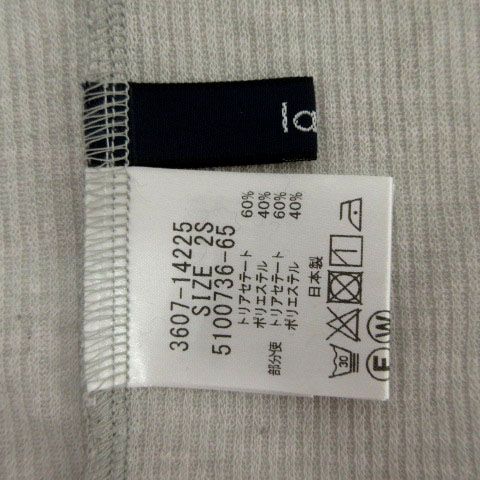 3607-14225
SIZE 2S
5100736-65
トリアセテート 60%
ポリエステル 40%
部分使 トリアセテート 60%
ポリエステル 40%
日本製
30
F W